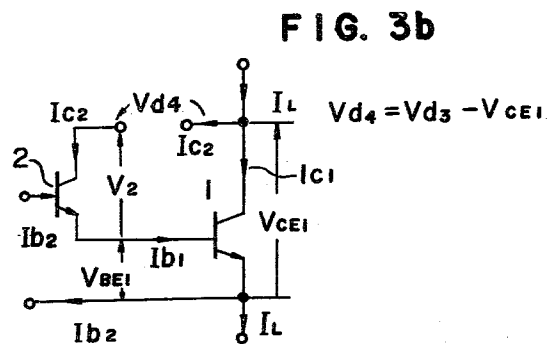 FIG. 3b
Ic2 Vd4 IL
Vd4 = Vd3 - VCE1
Ic2
2 V2 1 Ic1
VCE1
Ib2 Ib1
VBE1
Ib2 IL